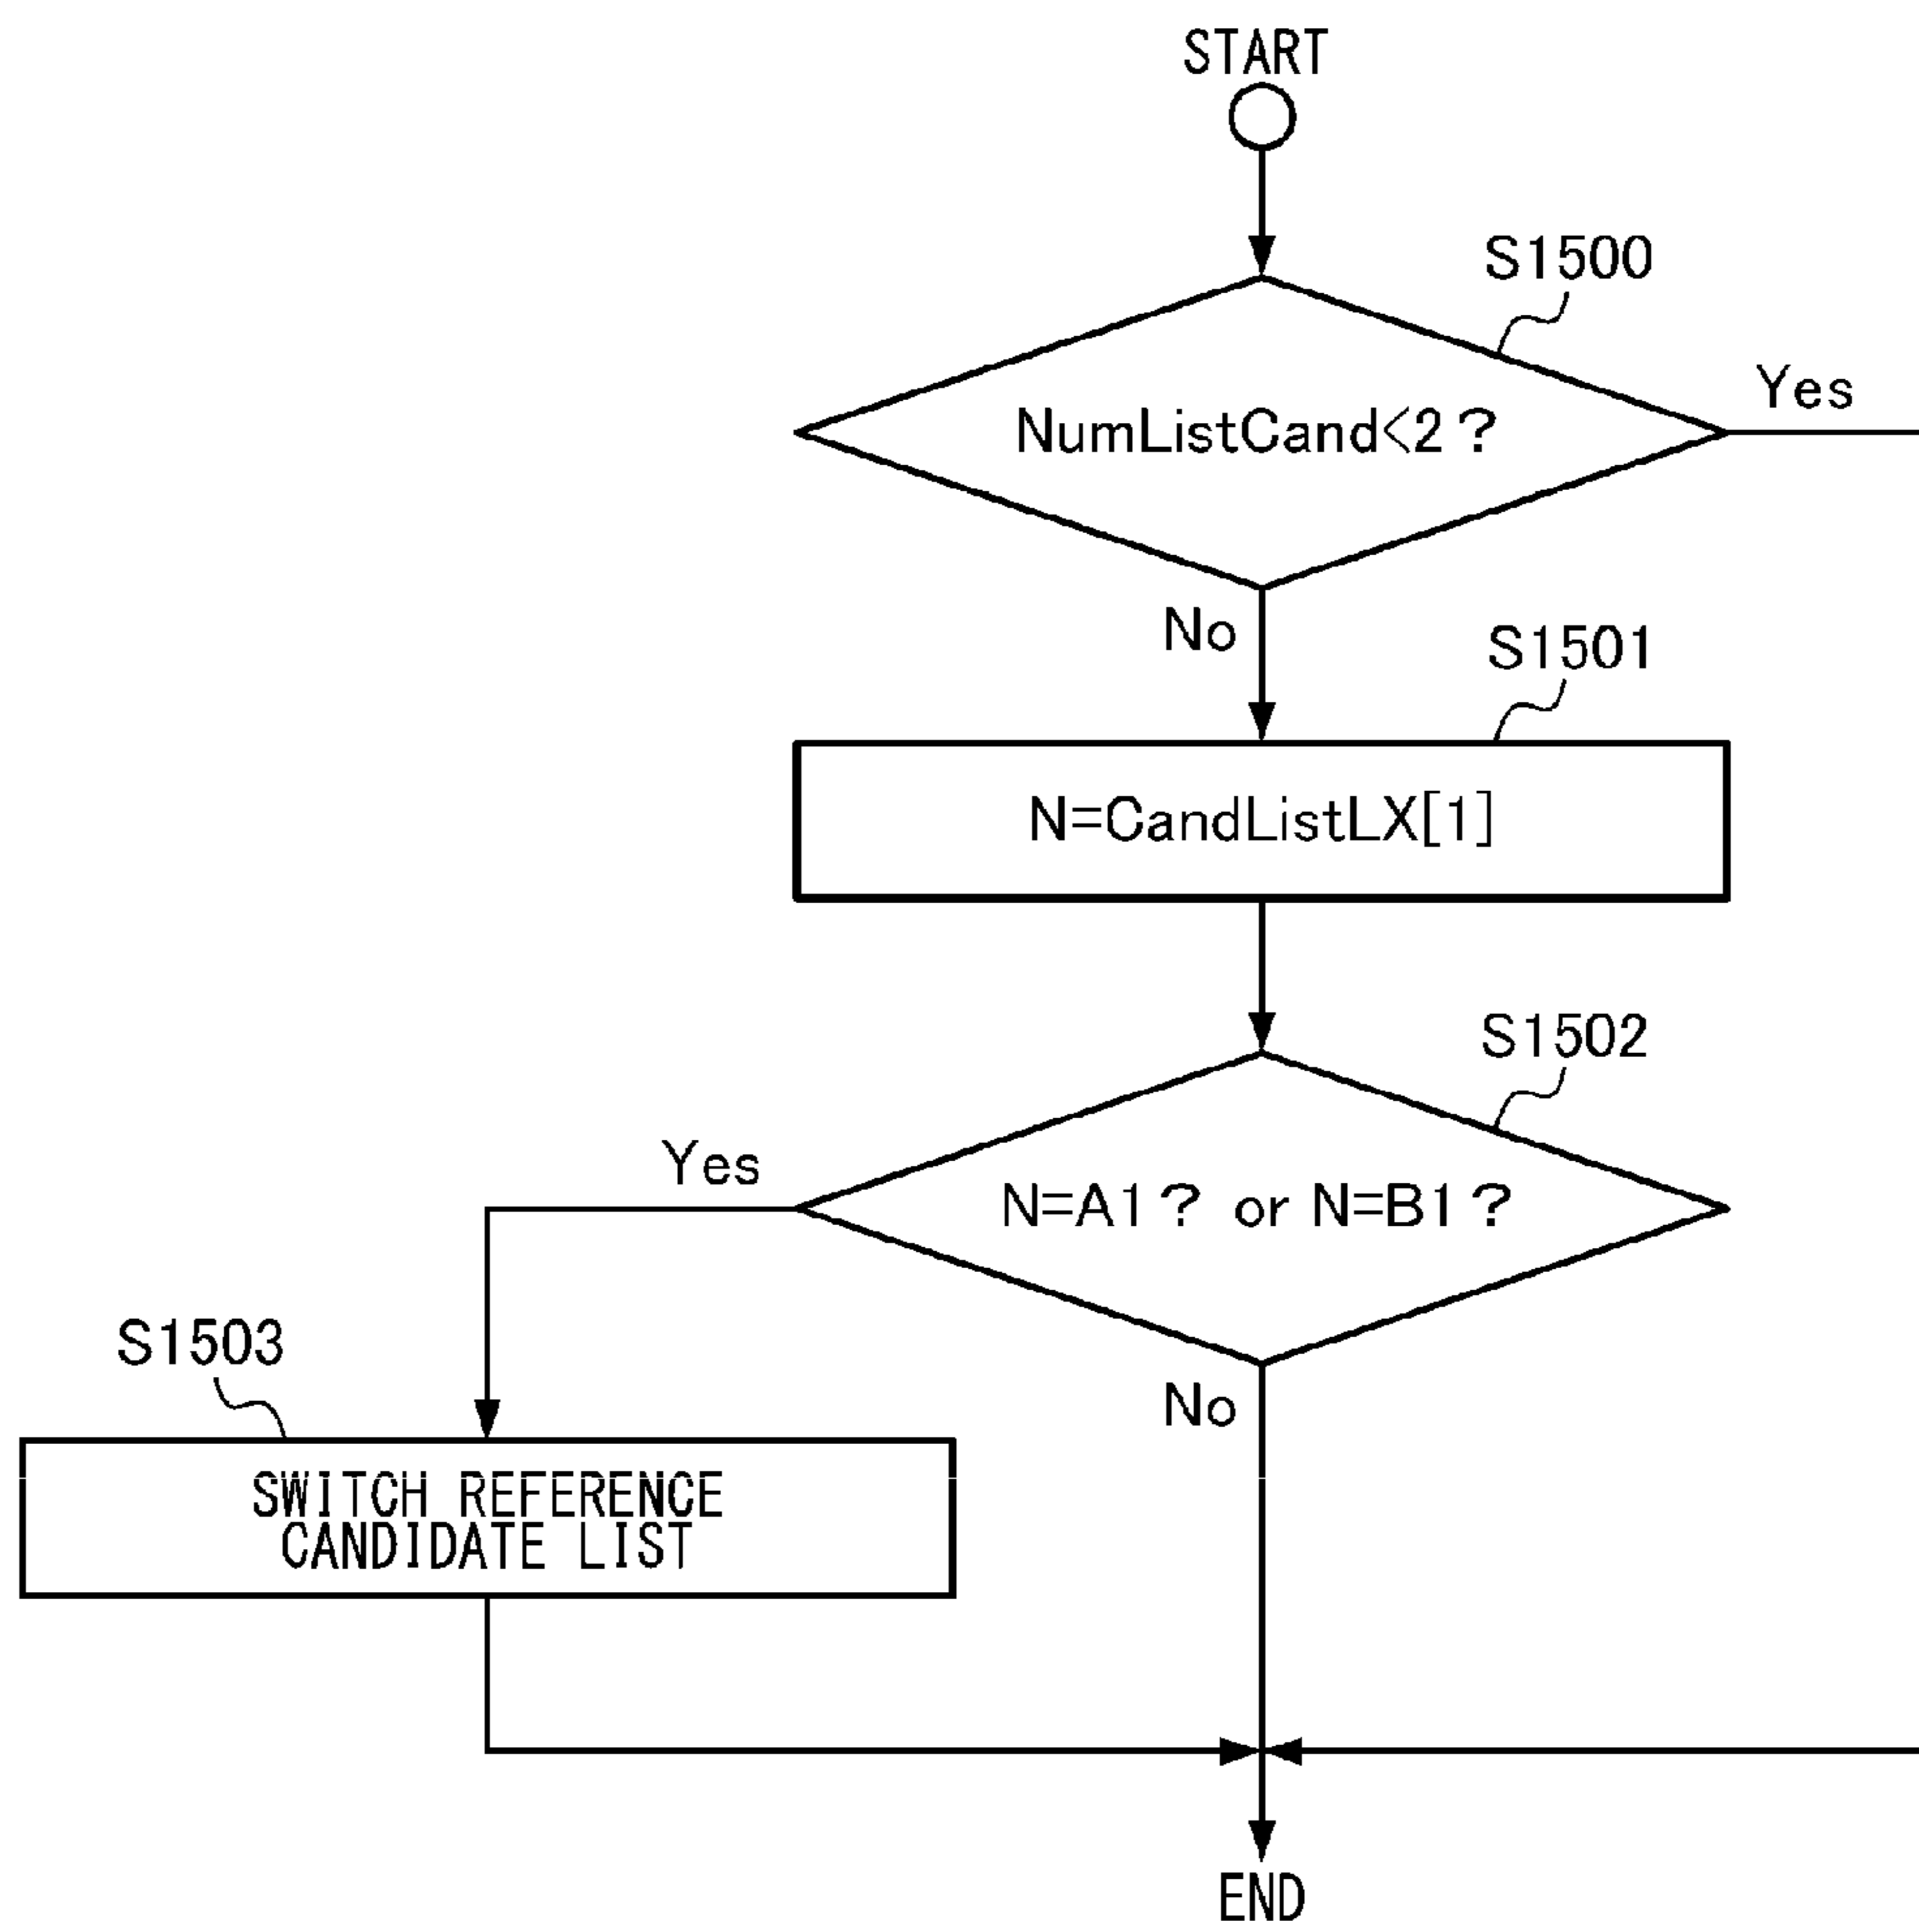 START
S1500
Yes
NumListCand<2?
No
S1501
N=CandListLX[1]
S1502
Yes
N=A1? or N=B1?
S1503
No
SWITCH REFERENCE
CANDIDATE LIST
END